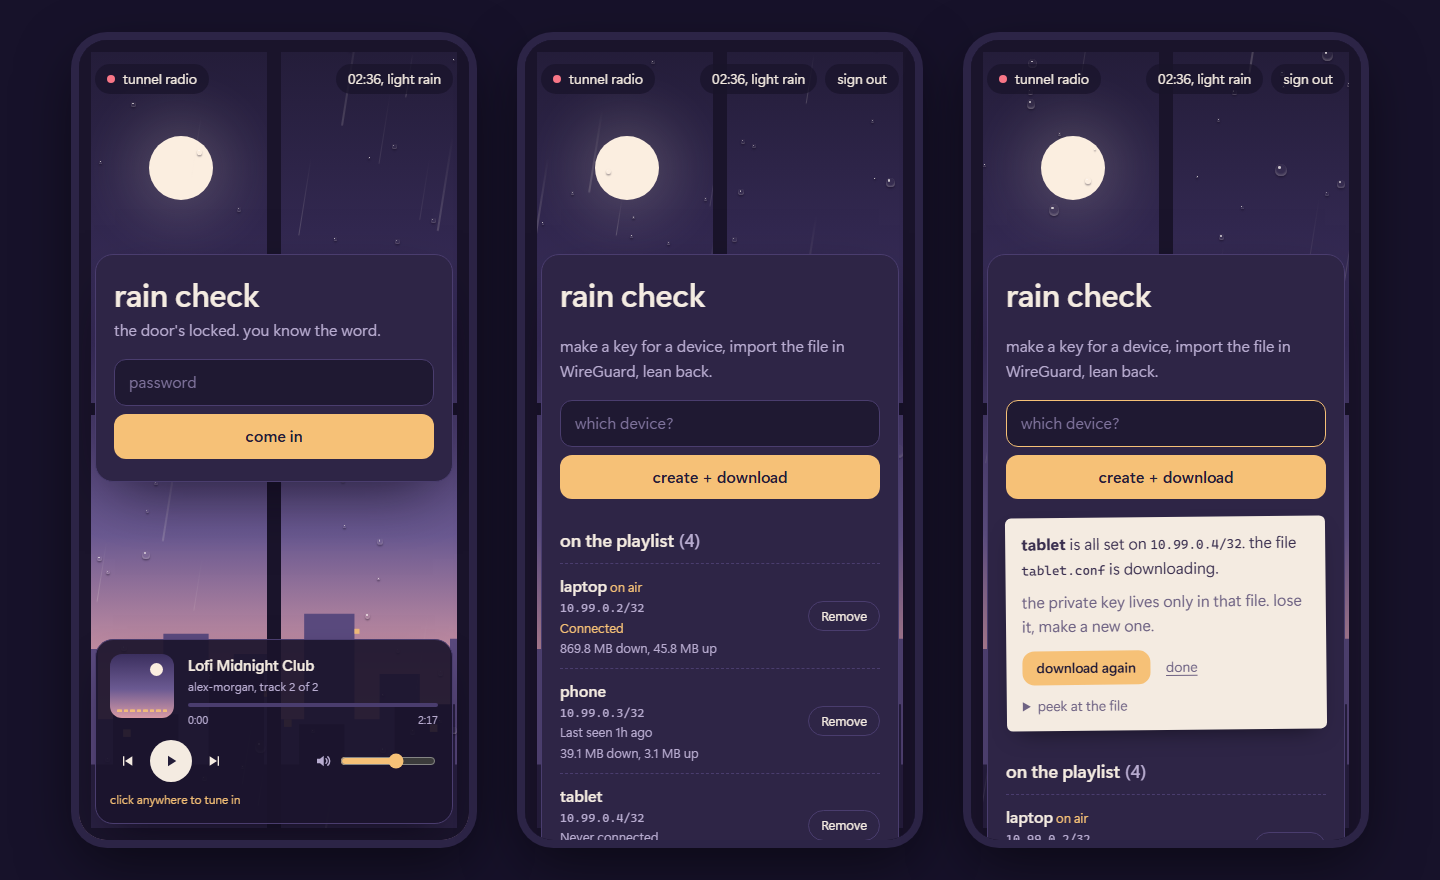 tunnel radio
02:36, light rain
rain check
the door's locked. you know the word.
password
come in
Lofi Midnight Club
alex-morgan, track 2 of 2
0:00
2:17
click anywhere to tune in
tunnel radio
02:36, light rain
sign out
rain check
make a key for a device, import the file in
WireGuard, lean back.
which device?
create + download
on the playlist (4)
laptop on air
10.99.0.2/32
Connected
869.8 MB down, 45.8 MB up
Remove
phone
10.99.0.3/32
Last seen 1h ago
39.1 MB down, 3.1 MB up
Remove
tablet
10.99.0.4/32
Never connected
Remove
tunnel radio
02:36, light rain
sign out
rain check
make a key for a device, import the file in
WireGuard, lean back.
which device?
create + download
tablet is all set on 10.99.0.4/32. the file
tablet.conf is downloading.
the private key lives only in that file. lose
it, make a new one.
download again
done
peek at the file
on the playlist (4)
laptop on air
10.99.0.2/32